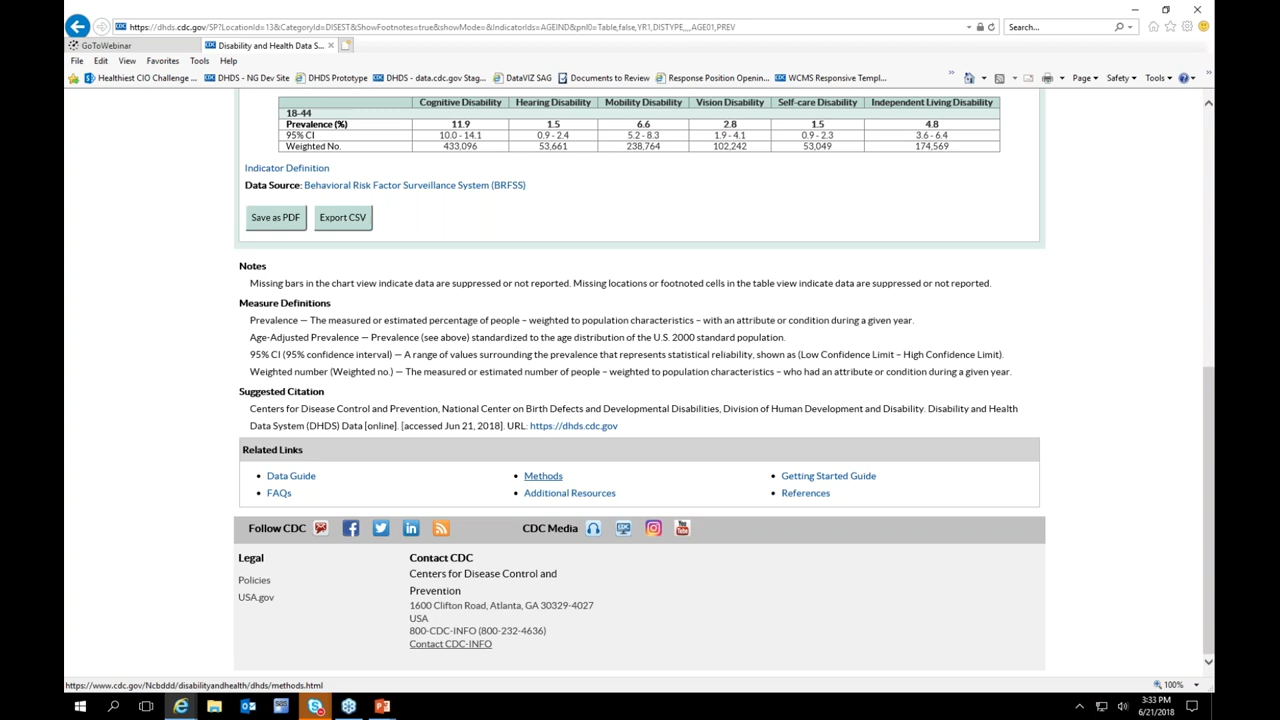 https://dhds.cdc.gov/SP?LocationId=13&CategoryId=DISEST&ShowFootnotes=true&showMode=&IndicatorIds=AGEIND&pnl0=Table,false,YR1,DISTYPE,,,AGE01,PREV
Search...
GoToWebinar
Disability and Health Data S...
File Edit View Favorites Tools Help
Healthiest CIO Challenge ... DHDS - NG Dev Site DHDS Prototype DHDS - data.cdc.gov Stag... DataVIZ SAG Documents to Review Response Position Openin... WCMS Responsive Templ...
Page Safety Tools
Cognitive Disability Hearing Disability Mobility Disability Vision Disability Self-care Disability Independent Living Disability
18-44
Prevalence (%) 11.9 1.5 6.6 2.8 1.5 4.8
95% CI 10.0 - 14.1 0.9 - 2.4 5.2 - 8.3 1.9 - 4.1 0.9 - 2.3 3.6 - 6.4
Weighted No. 433,096 53,661 238,764 102,242 53,049 174,569
Indicator Definition
Data Source: Behavioral Risk Factor Surveillance System (BRFSS)
Save as PDF Export CSV
Notes
Missing bars in the chart view indicate data are suppressed or not reported. Missing locations or footnoted cells in the table view indicate data are suppressed or not reported.
Measure Definitions
Prevalence — The measured or estimated percentage of people – weighted to population characteristics – with an attribute or condition during a given year.
Age-Adjusted Prevalence — Prevalence (see above) standardized to the age distribution of the U.S. 2000 standard population.
95% CI (95% confidence interval) — A range of values surrounding the prevalence that represents statistical reliability, shown as (Low Confidence Limit – High Confidence Limit).
Weighted number (Weighted no.) — The measured or estimated number of people – weighted to population characteristics – who had an attribute or condition during a given year.
Suggested Citation
Centers for Disease Control and Prevention, National Center on Birth Defects and Developmental Disabilities, Division of Human Development and Disability. Disability and Health
Data System (DHDS) Data [online]. [accessed Jun 21, 2018]. URL: https://dhds.cdc.gov
Related Links
Data Guide Methods Getting Started Guide
FAQs Additional Resources References
Follow CDC CDC Media
Legal Contact CDC
Centers for Disease Control and
Policies Prevention
USA.gov 1600 Clifton Road, Atlanta, GA 30329-4027
USA
800-CDC-INFO (800-232-4636)
Contact CDC-INFO
https://www.cdc.gov/Ncbddd/disabilityandhealth/dhds/methods.html
100%
3:33 PM
6/21/2018